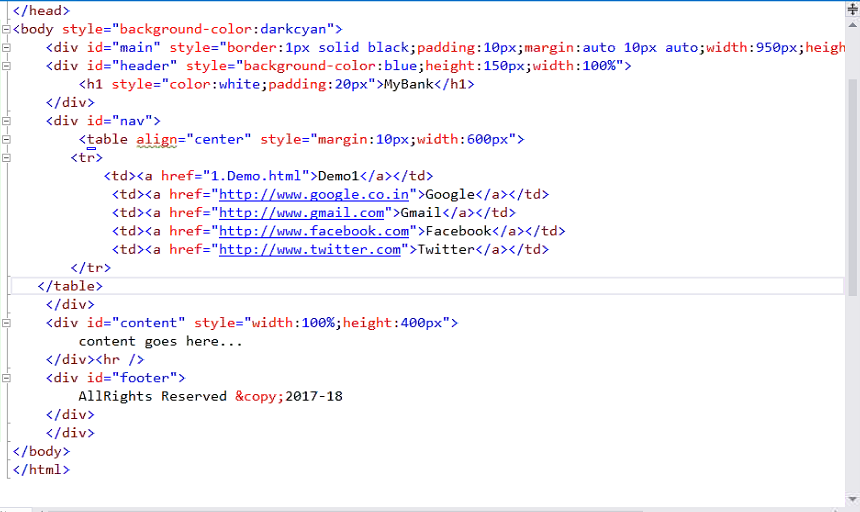 </head>
<body style="background-color:darkcyan">
<div id="main" style="border:1px solid black;padding:10px;margin:auto 10px auto;width:950px;heigh
<div id="header" style="background-color:blue;height:150px;width:100%">
<h1 style="color:white;padding:20px">MyBank</h1>
</div>
<div id="nav">
<table align="center" style="margin:10px;width:600px">
<tr>
<td><a href="1.Demo.html">Demo1</a></td>
<td><a href="http://www.google.co.in">Google</a></td>
<td><a href="http://www.gmail.com">Gmail</a></td>
<td><a href="http://www.facebook.com">Facebook</a></td>
<td><a href="http://www.twitter.com">Twitter</a></td>
</tr>
</table>
</div>
<div id="content" style="width:100%;height:400px">
content goes here...
</div><hr />
<div id="footer">
AllRights Reserved &copy;2017-18
</div>
</div>
</body>
</html>